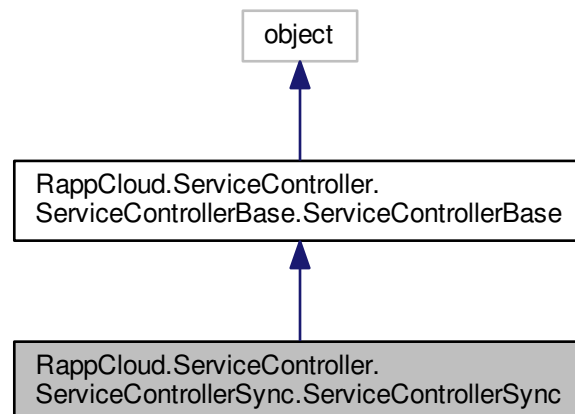 object
RappCloud.ServiceController.
ServiceControllerBase.ServiceControllerBase
RappCloud.ServiceController.
ServiceControllerSync.ServiceControllerSync